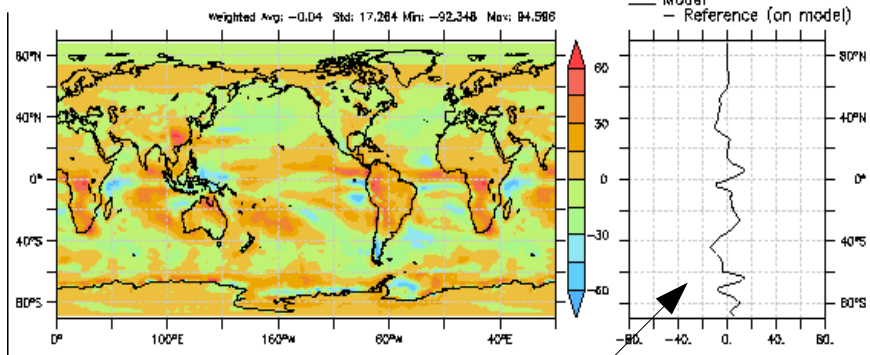 Model
Weighted Avg: -0.04 Std: 17.264 Min: -92.348 Max: 94.596
— Reference (on model)
80°N
40°N
0°
40°S
80°S
0° 100°E 160°W 60°W 40°E
60
30
0
-30
-60
80°N
40°N
0°
40°S
80°S
-80. -40. 0. 40. 80.